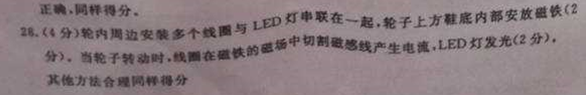 正确,同样得分。
28.(4分)轮内周边安装多个线圈与LED灯串联在一起,轮子上方鞋底内部安放磁铁(2
分)。当轮子转动时,线圈在磁铁的磁场中切割磁感线产生电流,LED灯发光(2分)。
其他方法合理同样得分